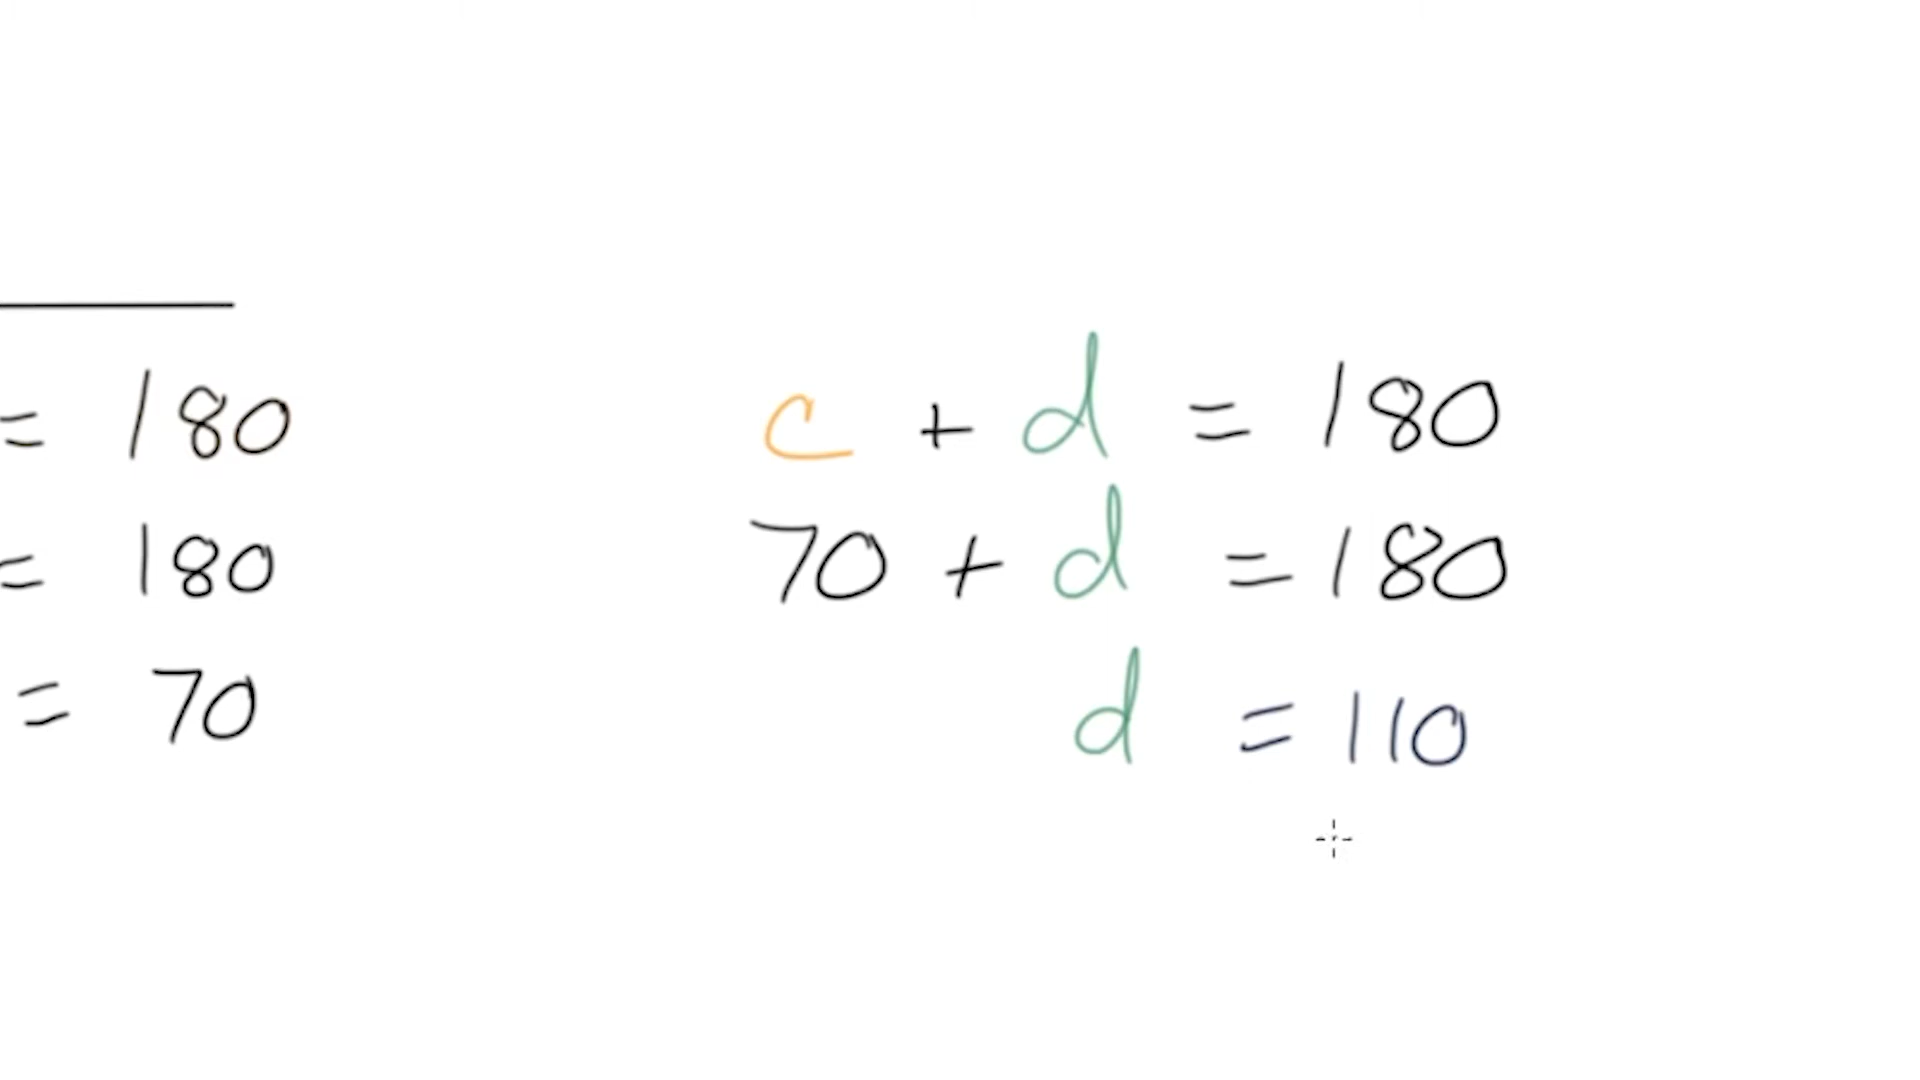 = 180
= 180
= 70
c + d = 180
70 + d = 180
d = 110